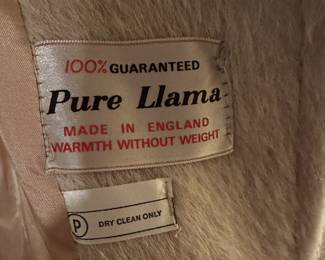 100% GUARANTEED
Pure Llama
MADE IN ENGLAND
WARMTH WITHOUT WEIGHT
P DRY CLEAN ONLY